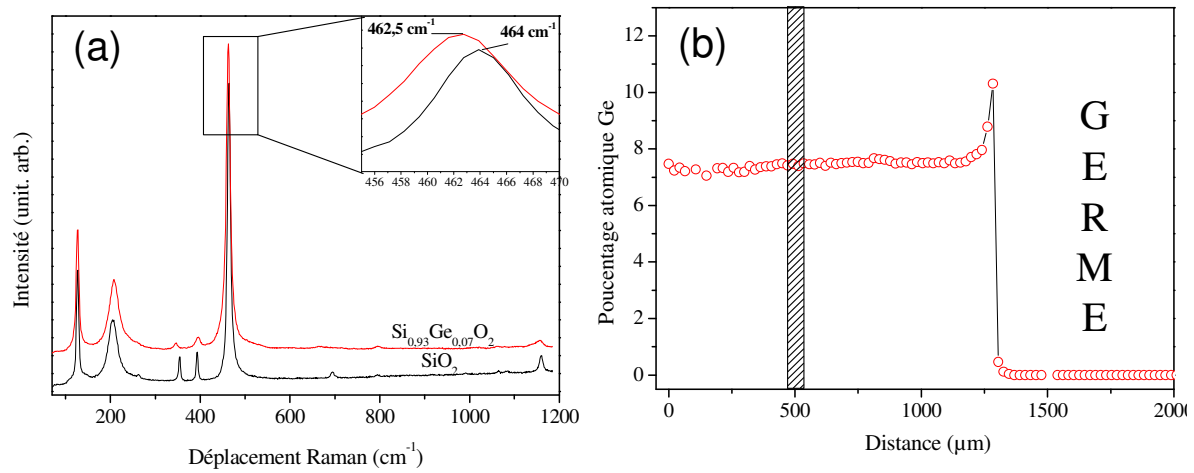 (a)
462,5 cm⁻¹
464 cm⁻¹
456 458 460 462 464 466 468 470
Si₀,₉₃Ge₀,₀₇O₂
SiO₂
Intensité (unit. arb.)
200 400 600 800 1000 1200
Déplacement Raman (cm⁻¹)
(b)
12
10
8
6
4
2
0
Poucentage atomique Ge
G
E
R
M
E
0 500 1000 1500 2000
Distance (µm)